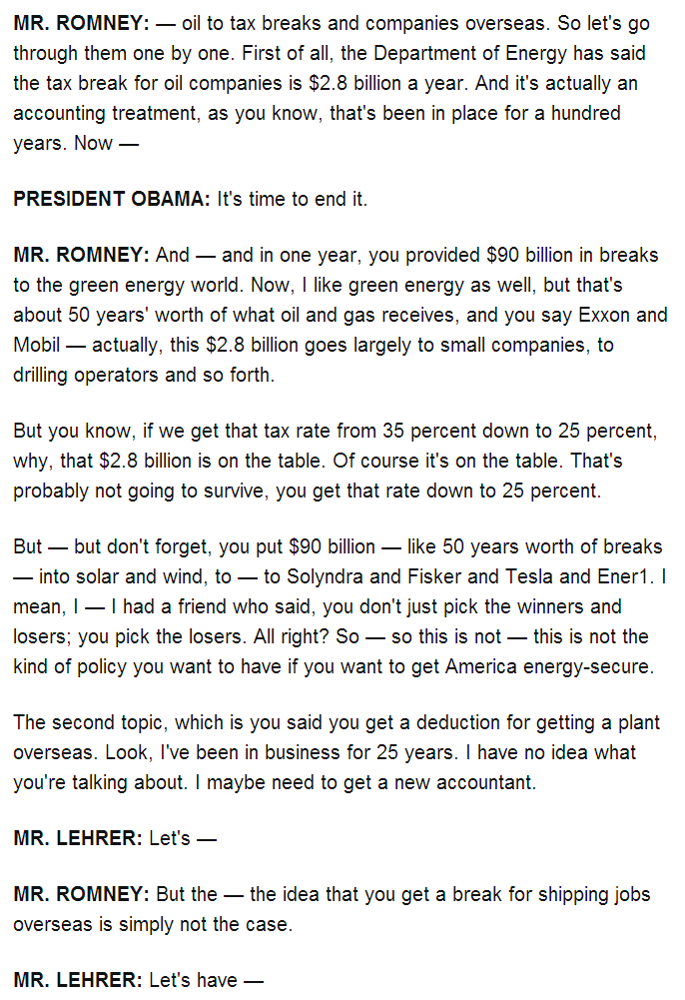 MR. ROMNEY: — oil to tax breaks and companies overseas. So let's go
through them one by one. First of all, the Department of Energy has said
the tax break for oil companies is $2.8 billion a year. And it's actually an
accounting treatment, as you know, that's been in place for a hundred
years. Now —
PRESIDENT OBAMA: It's time to end it.
MR. ROMNEY: And — and in one year, you provided $90 billion in breaks
to the green energy world. Now, I like green energy as well, but that's
about 50 years' worth of what oil and gas receives, and you say Exxon and
Mobil — actually, this $2.8 billion goes largely to small companies, to
drilling operators and so forth.
But you know, if we get that tax rate from 35 percent down to 25 percent,
why, that $2.8 billion is on the table. Of course it's on the table. That's
probably not going to survive, you get that rate down to 25 percent.
But — but don't forget, you put $90 billion — like 50 years worth of breaks
— into solar and wind, to — to Solyndra and Fisker and Tesla and Ener1. I
mean, I — I had a friend who said, you don't just pick the winners and
losers; you pick the losers. All right? So — so this is not — this is not the
kind of policy you want to have if you want to get America energy-secure.
The second topic, which is you said you get a deduction for getting a plant
overseas. Look, I've been in business for 25 years. I have no idea what
you're talking about. I maybe need to get a new accountant.
MR. LEHRER: Let's —
MR. ROMNEY: But the — the idea that you get a break for shipping jobs
overseas is simply not the case.
MR. LEHRER: Let's have —